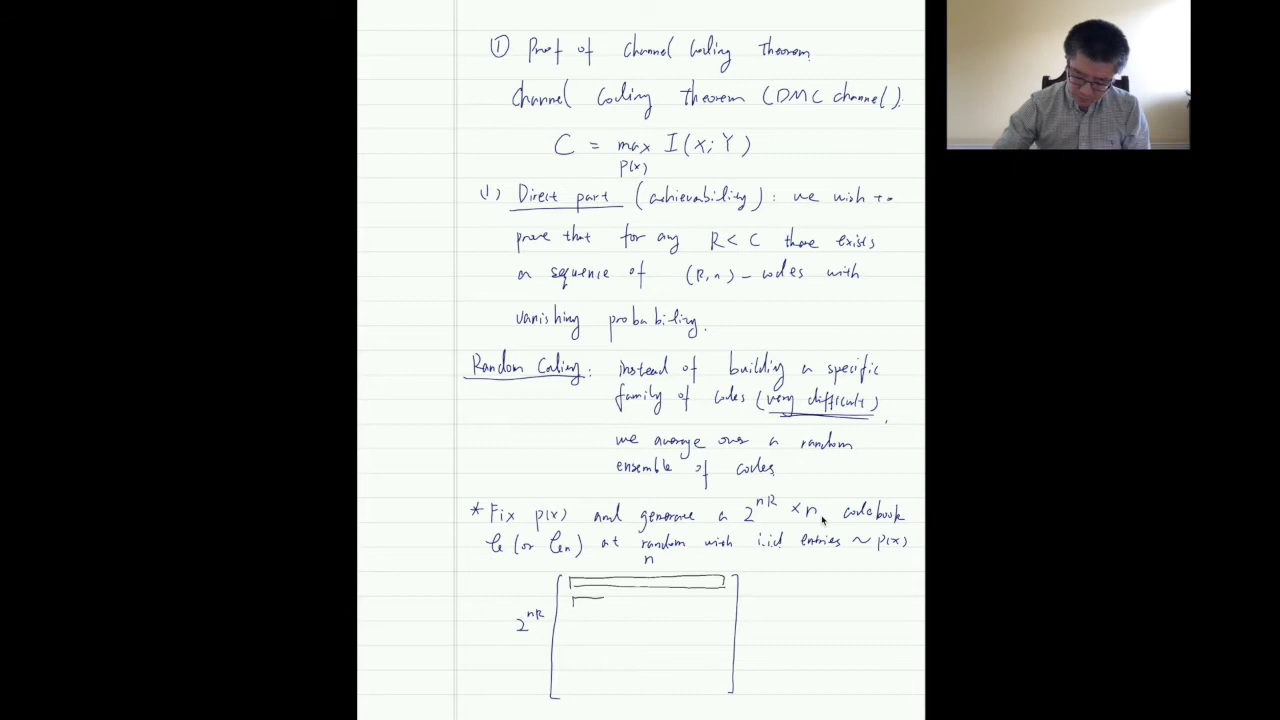 ① Proof of Channel Coding Theorem
Channel Coding Theorem (DMC channel).
C = max I(X; Y)
p(x)
(1) Direct part (achievability): we wish to
prove that for any R < C there exists
a sequence of (R, n) - codes with
vanishing probability.
Random Coding: instead of building a specific
family of codes (very difficult),
we average over a random
ensemble of codes
* Fix p(x) and generate a 2^{nR} × n codebook
C (or C_n) at random with i.i.d entries ~ p(x)
n
2^{nR}